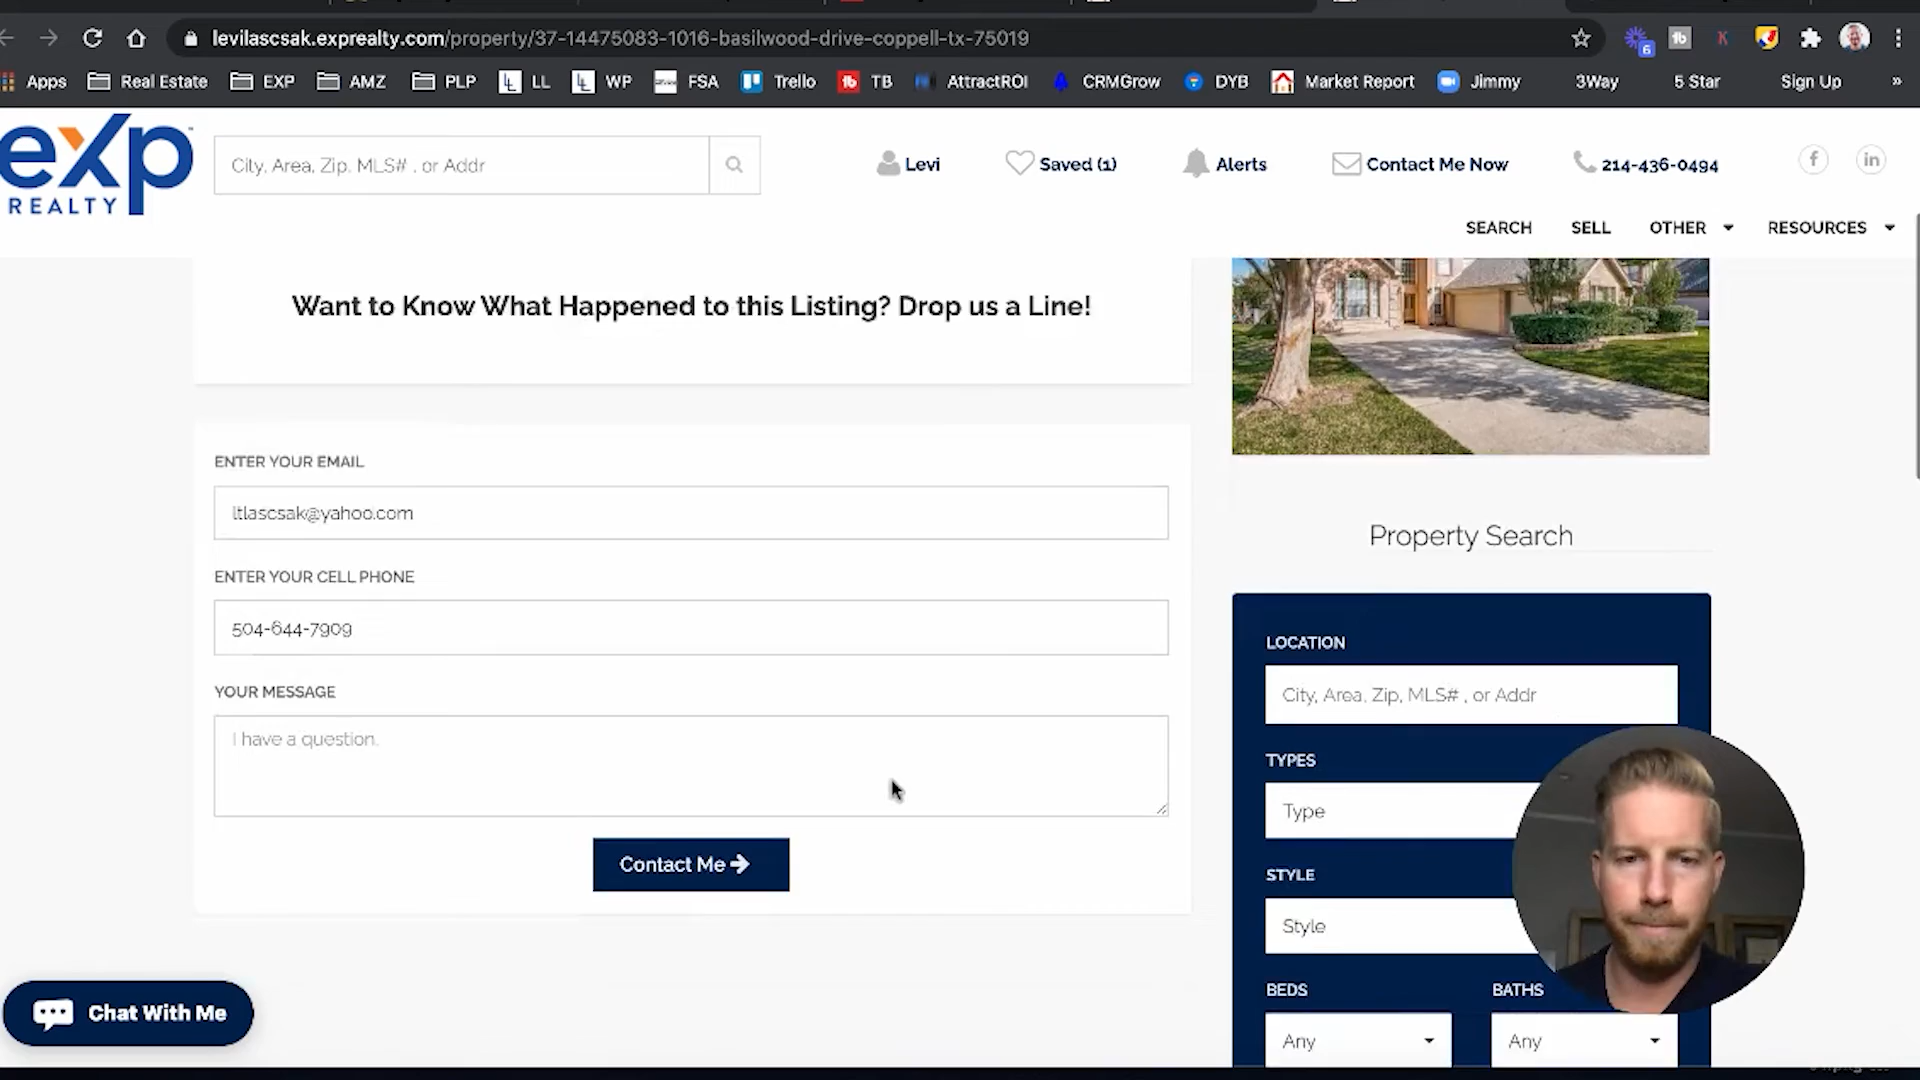 levilascsak.exprealty.com/property/37-14475083-1016-basilwood-drive-coppell-tx-75019
6
Apps Real Estate EXP AMZ PLP LL LL LL WP FSA Trello tb TB AttractROI CRMGrow DYB Market Report Jimmy 3Way 5 Star Sign Up »
exp
REALTY
City, Area, Zip, MLS# , or Addr
Levi
Saved (1)
Alerts
Contact Me Now
214-436-0494
f
in
SEARCH SELL OTHER RESOURCES
Want to Know What Happened to this Listing? Drop us a Line!
ENTER YOUR EMAIL
ltlascsak@yahoo.com
ENTER YOUR CELL PHONE
504-644-7909
YOUR MESSAGE
I have a question.
Contact Me
Chat With Me
Property Search
LOCATION
City, Area, Zip, MLS# , or Addr
TYPES
Type
STYLE
Style
BEDS BATHS
Any Any